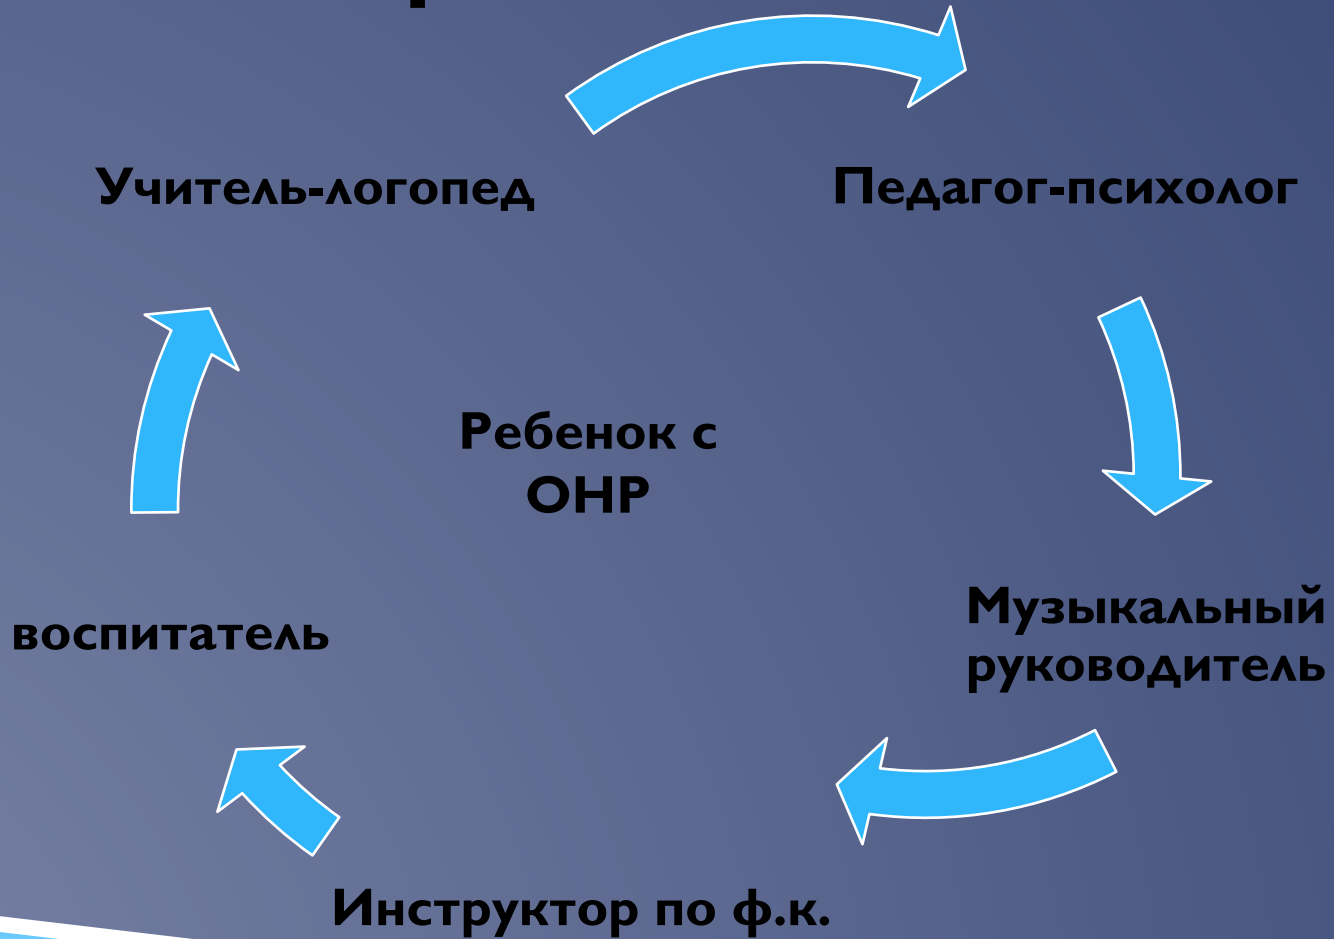 Учитель-логопед
Педагог-психолог
Ребенок с
ОНР
Музыкальный
руководитель
воспитатель
Инструктор по ф.к.